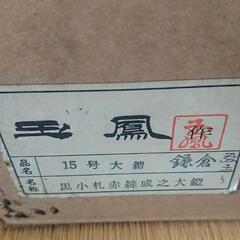 玉鳳 作
品名 15号大鎧 鎌倉
名称 黒小札赤絲威之大鎧